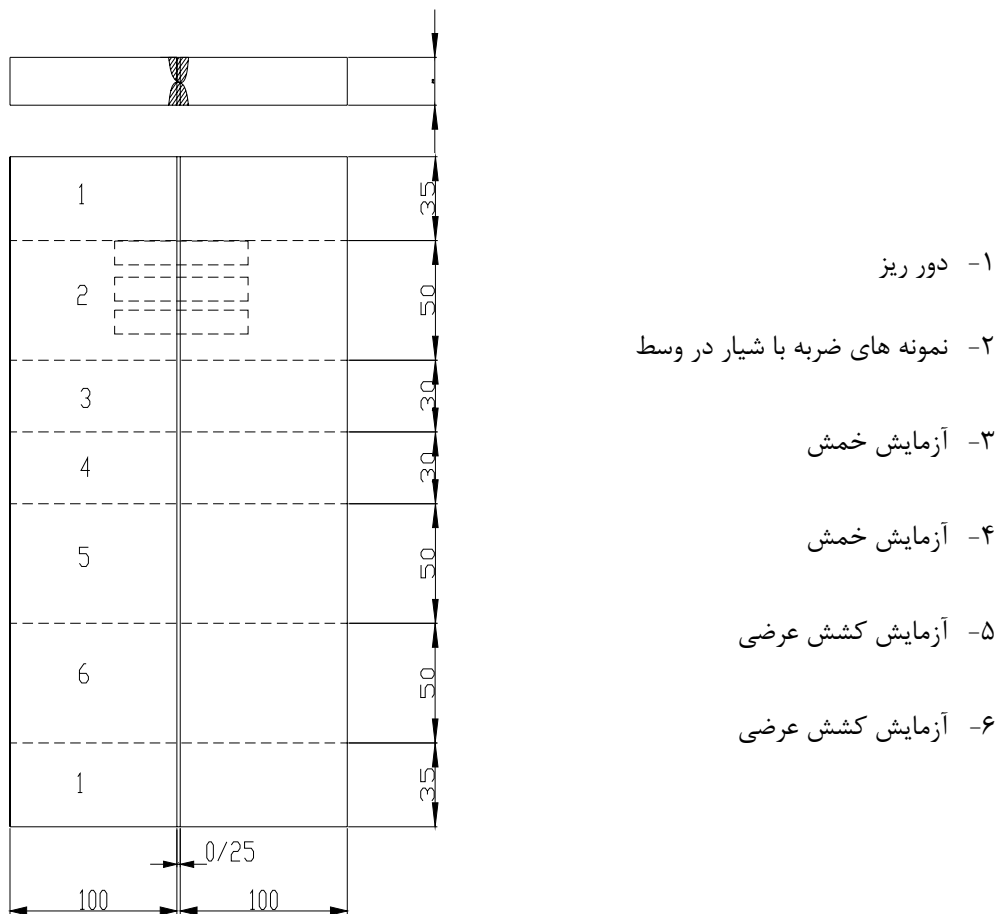 1
35
2
50
3
30
4
30
5
50
6
50
1
35
0/25
100 100
۱- دور ریز
۲- نمونه های ضربه با شیار در وسط
۳- آزمایش خمش
۴- آزمایش خمش
۵- آزمایش کشش عرضی
۶- آزمایش کشش عرضی